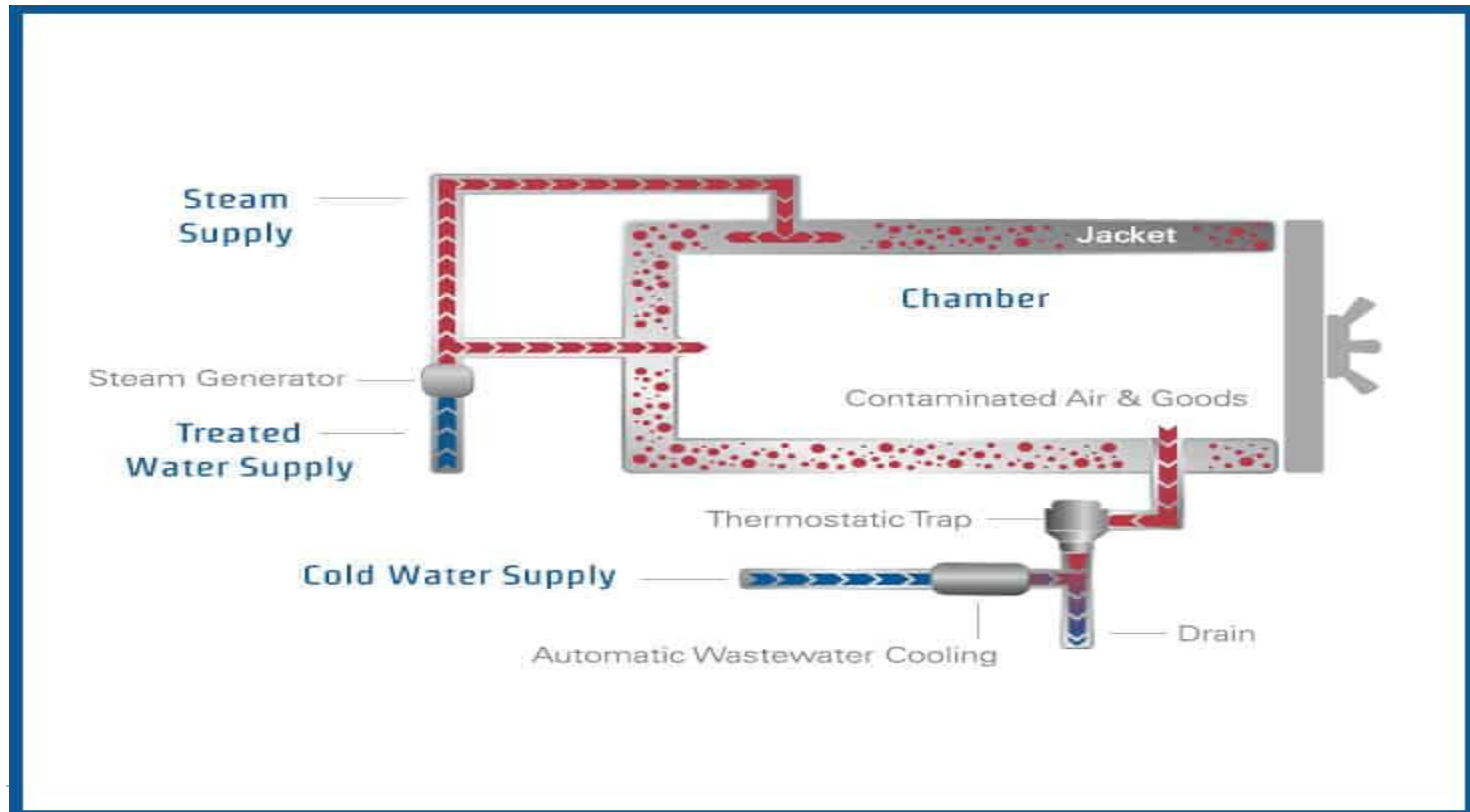 Steam
Supply
Jacket
Chamber
Steam Generator
Contaminated Air & Goods
Treated
Water Supply
Thermostatic Trap
Cold Water Supply
Drain
Automatic Wastewater Cooling